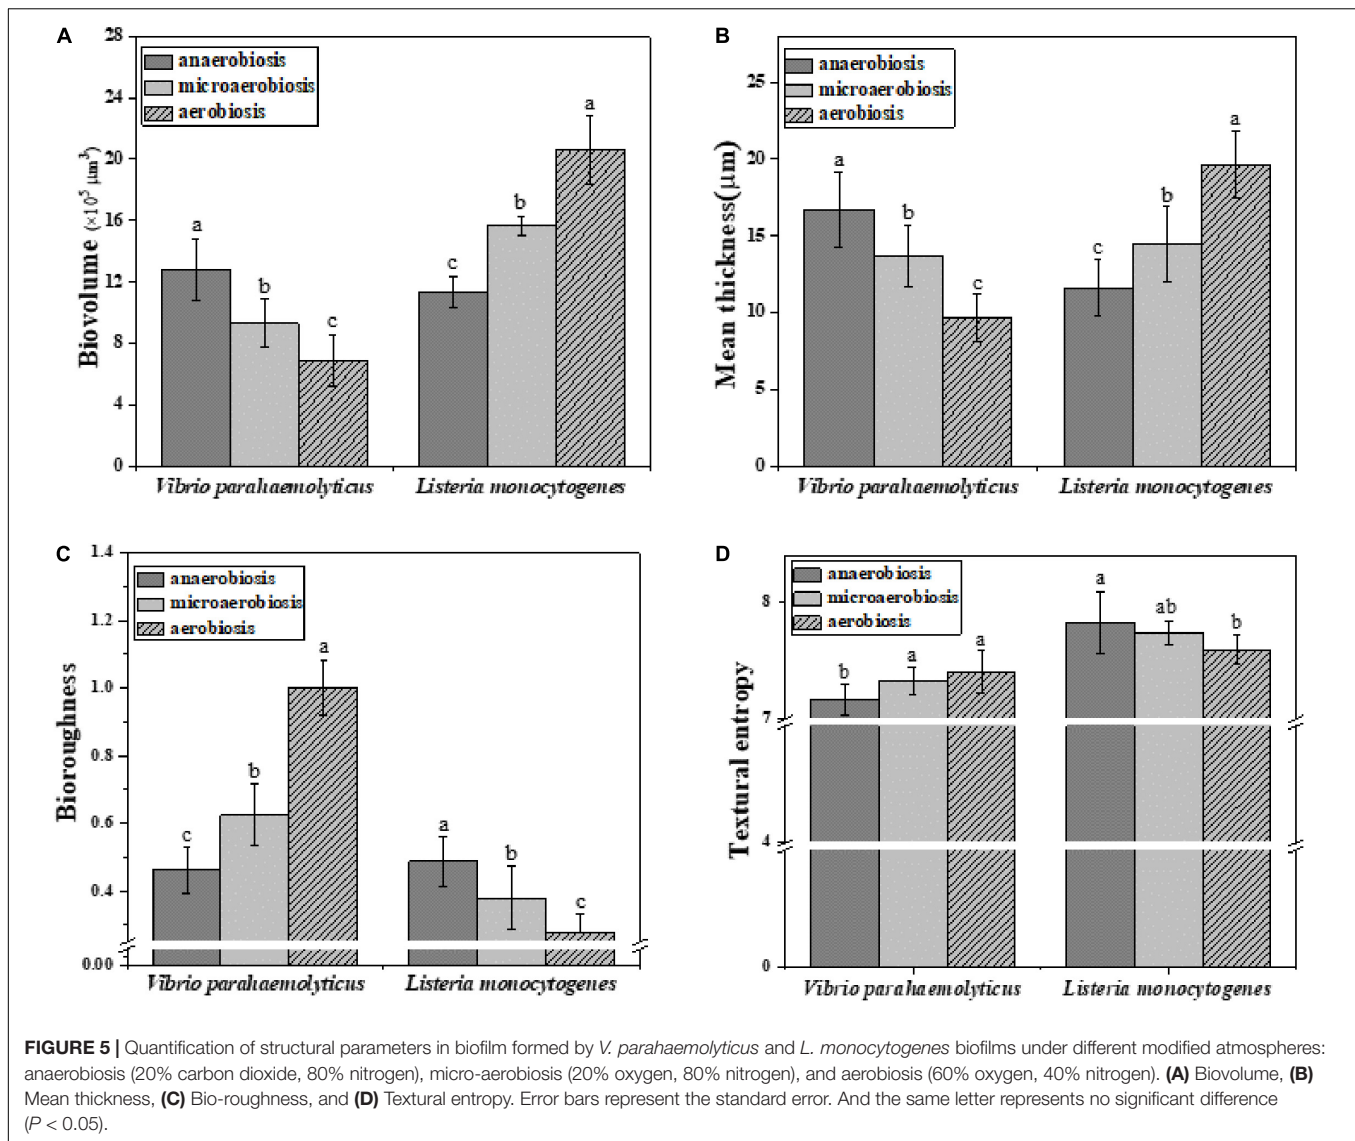 A
28
24
20
16
12
8
4
0
Biovolume (×10⁵ μm³)
anaerobiosis
microaerobiosis
aerobiosis
a
b
c
c
b
a
Vibrio parahaemolyticus
Listeria monocytogenes
B
25
20
15
10
5
0
Mean thickness(μm)
anaerobiosis
microaerobiosis
aerobiosis
a
b
c
c
b
a
Vibrio parahaemolyticus
Listeria monocytogenes
C
1.4
1.2
1.0
0.8
0.6
0.4
0.00
Bioroughness
anaerobiosis
microaerobiosis
aerobiosis
c
b
a
a
b
c
Vibrio parahaemolyticus
Listeria monocytogenes
D
8
7
4
0
Textural entropy
anaerobiosis
microaerobiosis
aerobiosis
b
a
a
a
ab
b
Vibrio parahaemolyticus
Listeria monocytogenes
FIGURE 5 | Quantification of structural parameters in biofilm formed by V. parahaemolyticus and L. monocytogenes biofilms under different modified atmospheres:
anaerobiosis (20% carbon dioxide, 80% nitrogen), micro-aerobiosis (20% oxygen, 80% nitrogen), and aerobiosis (60% oxygen, 40% nitrogen). (A) Biovolume, (B)
Mean thickness, (C) Bio-roughness, and (D) Textural entropy. Error bars represent the standard error. And the same letter represents no significant difference
(P < 0.05).